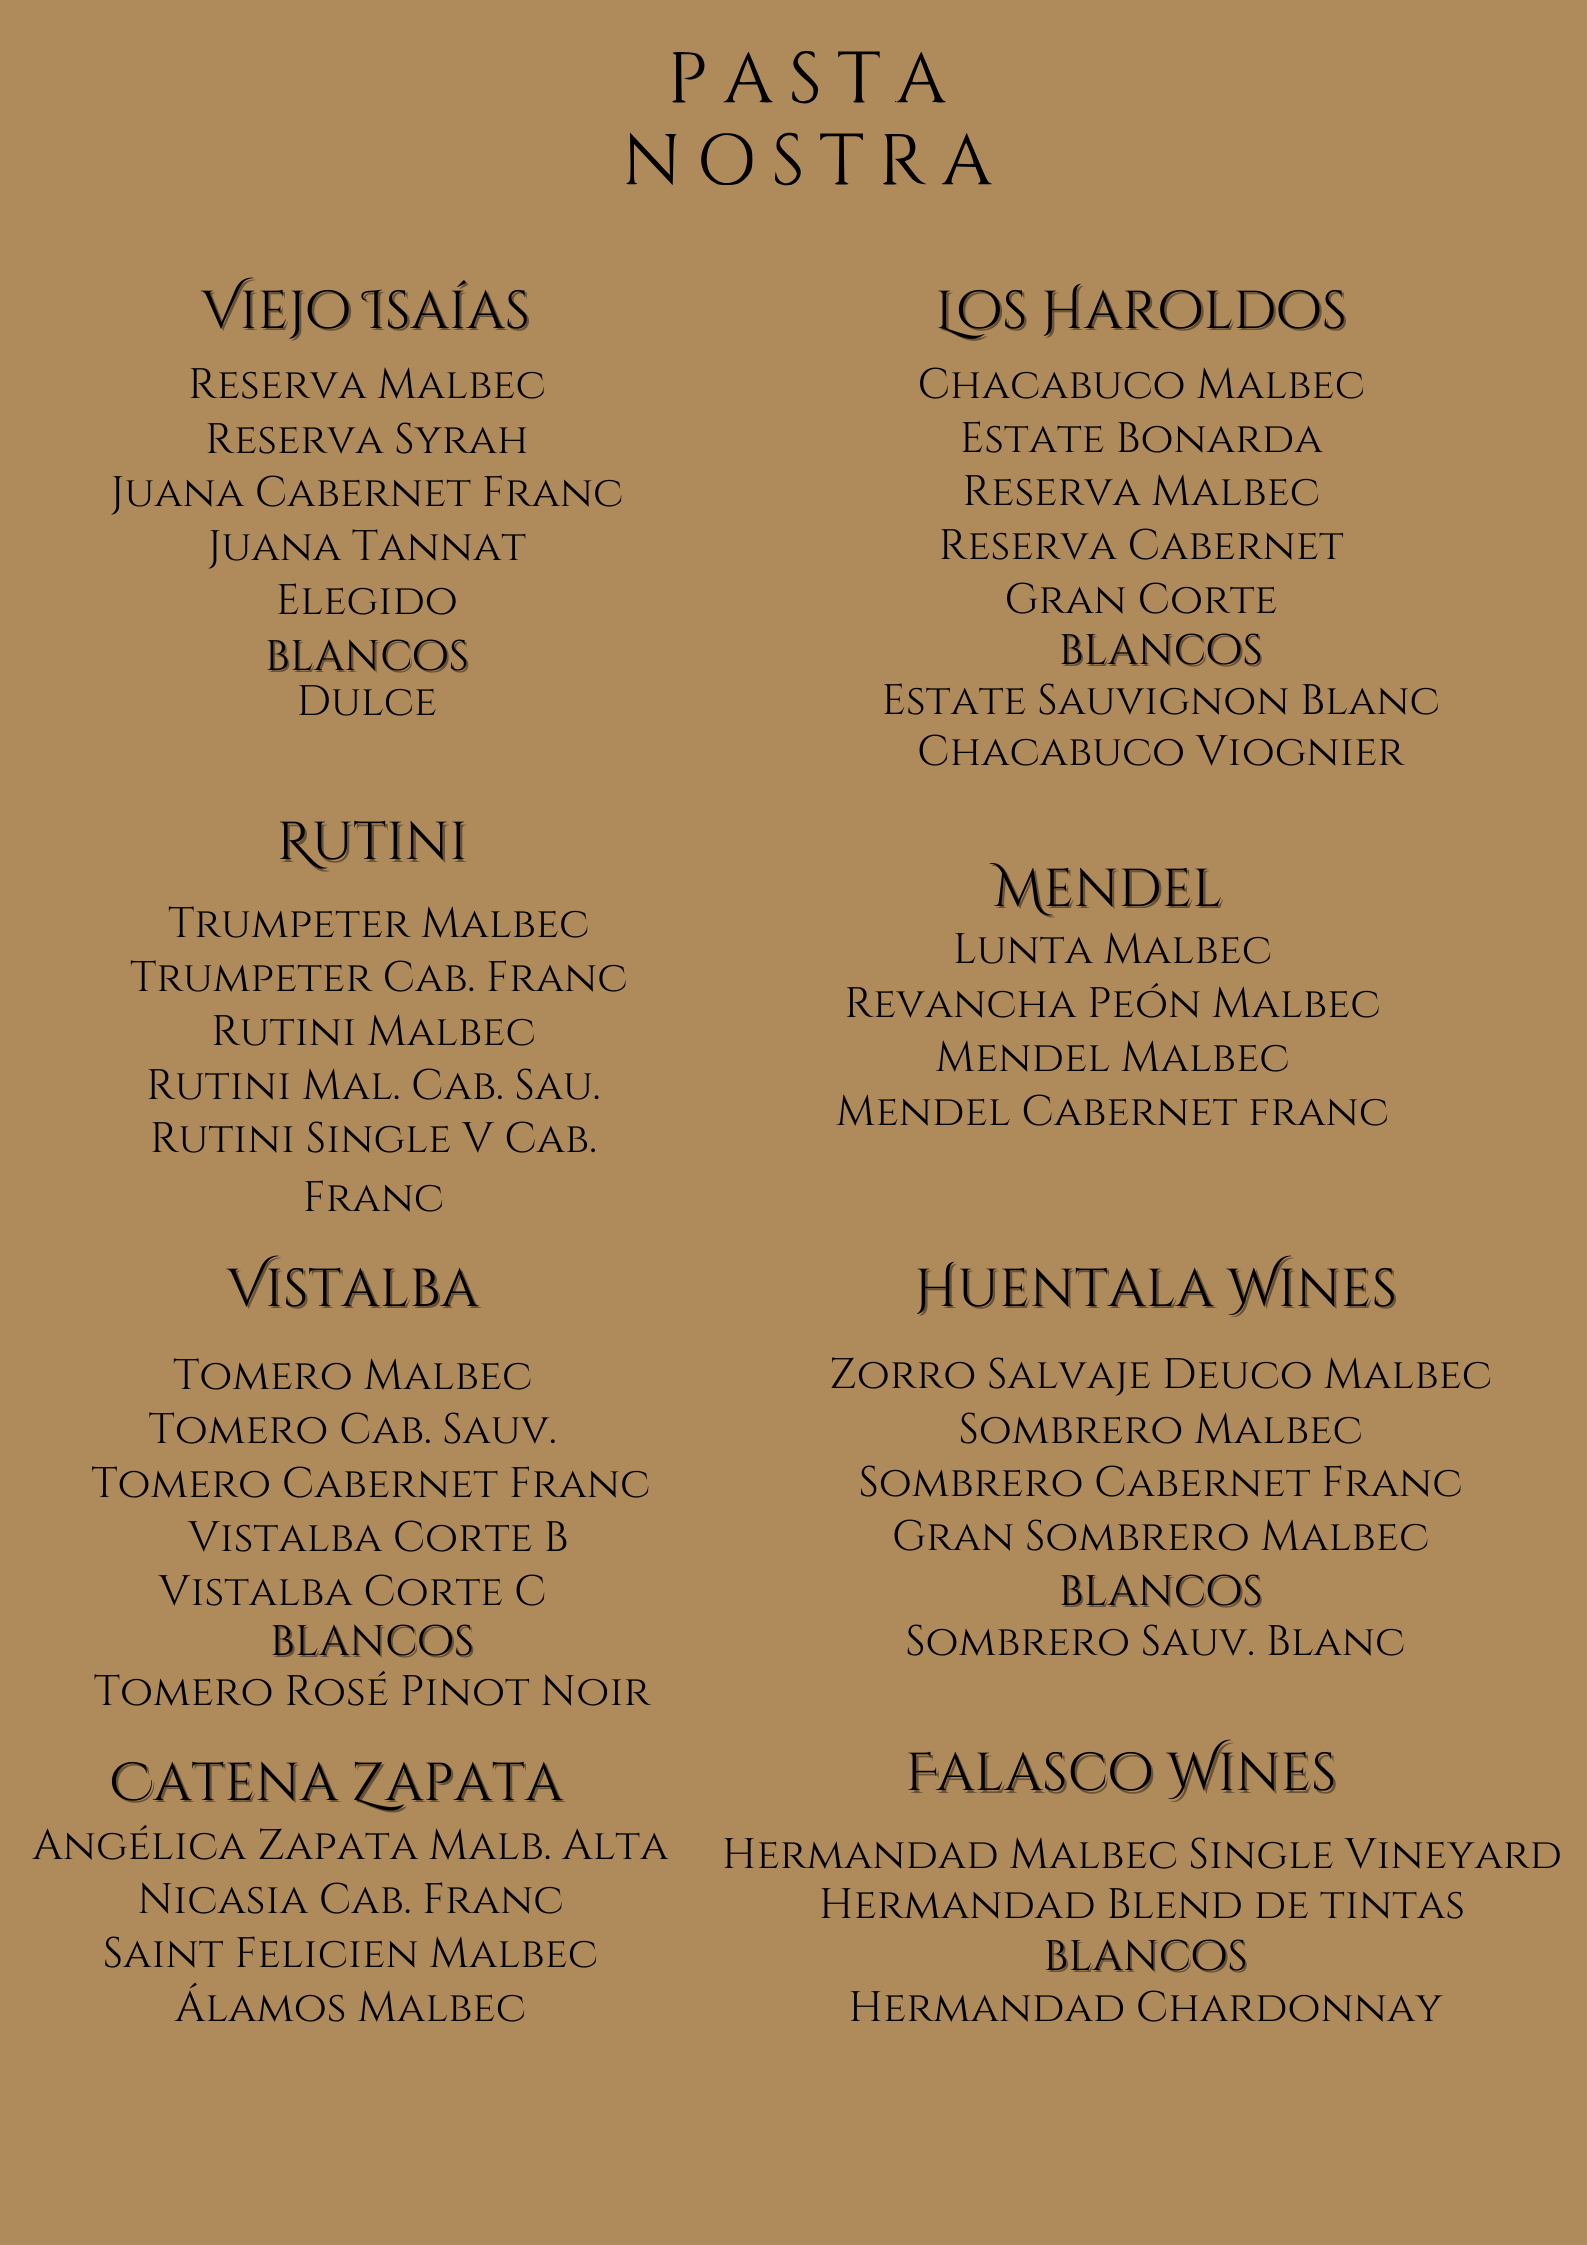 PASTA
NOSTRA
Viejo Isaías
Reserva Malbec
Reserva Syrah
Juana Cabernet Franc
Juana Tannat
Elegido
BLANCOS
Dulce
Rutini
Trumpeter Malbec
Trumpeter Cab. Franc
Rutini Malbec
Rutini Mal. Cab. Sau.
Rutini Single V Cab.
Franc
Vistalba
Tomero Malbec
Tomero Cab. Sauv.
Tomero Cabernet Franc
Vistalba Corte B
Vistalba Corte C
BLANCOS
Tomero Rosé Pinot Noir
Catena Zapata
Angélica Zapata Malb. Alta
Nicasia Cab. Franc
Saint Felicien Malbec
Álamos Malbec
Los Haroldos
Chacabuco Malbec
Estate Bonarda
Reserva Malbec
Reserva Cabernet
Gran Corte
BLANCOS
Estate Sauvignon Blanc
Chacabuco Viognier
Mendel
Lunta Malbec
Revancha Peón Malbec
Mendel Malbec
Mendel Cabernet franc
Huentala Wines
Zorro Salvaje Deuco Malbec
Sombrero Malbec
Sombrero Cabernet Franc
Gran Sombrero Malbec
BLANCOS
Sombrero Sauv. Blanc
Falasco Wines
Hermandad Malbec Single Vineyard
Hermandad Blend de tintas
BLANCOS
Hermandad Chardonnay